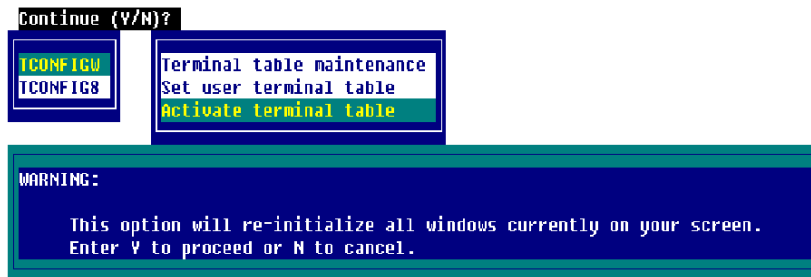 Continue (Y/N)?
TCONFIGW
TCONFIG8
Terminal table maintenance
Set user terminal table
Activate terminal table
WARNING:
This option will re-initialize all windows currently on your screen.
Enter Y to proceed or N to cancel.